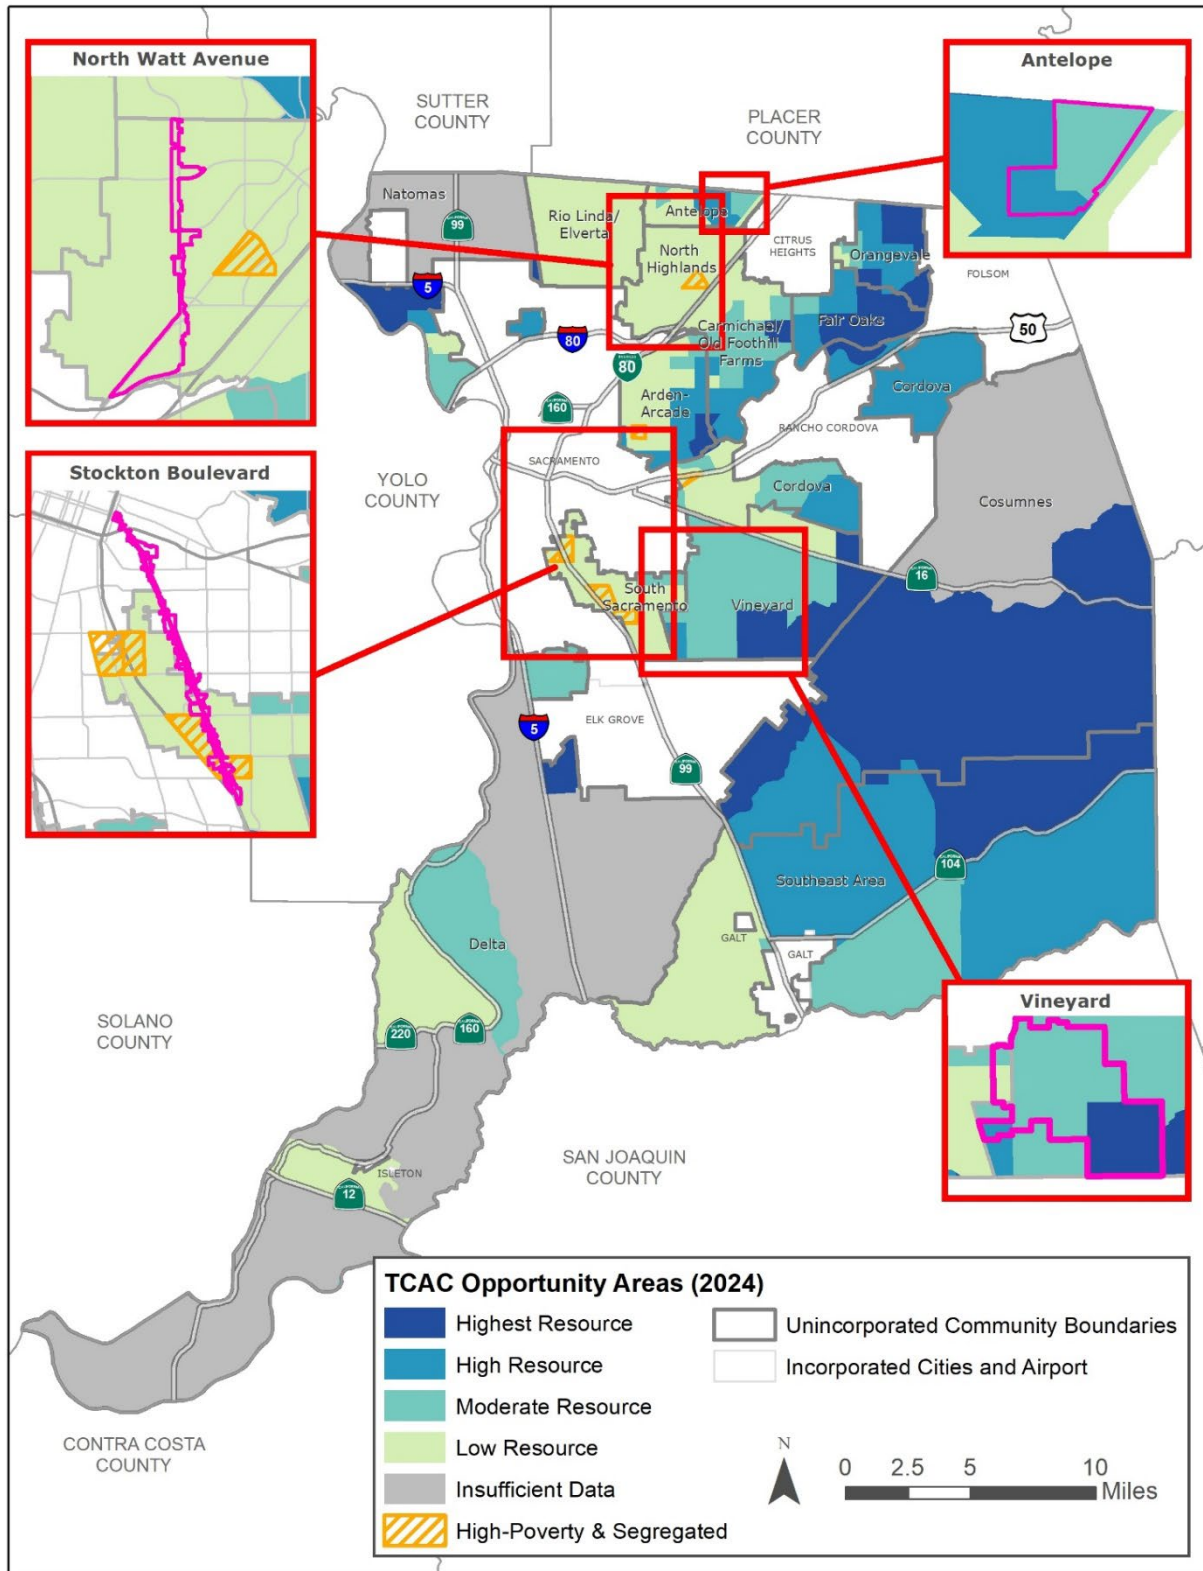 North Watt Avenue
Antelope
SUTTER
COUNTY
PLACER
COUNTY
Natomas
CALIFORNIA
99
Rio Linda/
Elverta
Antelope
CITRUS
HEIGHTS
North
Highlands
Orangevale
FOLSOM
5
50
80
Carmichael/
Old Foothill
Farms
Fair Oaks
80
Cordova
160
Arden-
Arcade
RANCHO CORDOVA
Stockton Boulevard
SACRAMENTO
YOLO
COUNTY
Cordova
Cosumnes
16
South
Sacramento
Vineyard
ELK GROVE
5
99
104
Southeast Area
GALT
GALT
Delta
Vineyard
SOLANO
COUNTY
220
160
SAN JOAQUIN
COUNTY
ISLETON
12
TCAC Opportunity Areas (2024)
Highest Resource
Unincorporated Community Boundaries
High Resource
Incorporated Cities and Airport
Moderate Resource
Low Resource
Insufficient Data
High-Poverty & Segregated
N
0 2.5 5 10
Miles
CONTRA COSTA
COUNTY